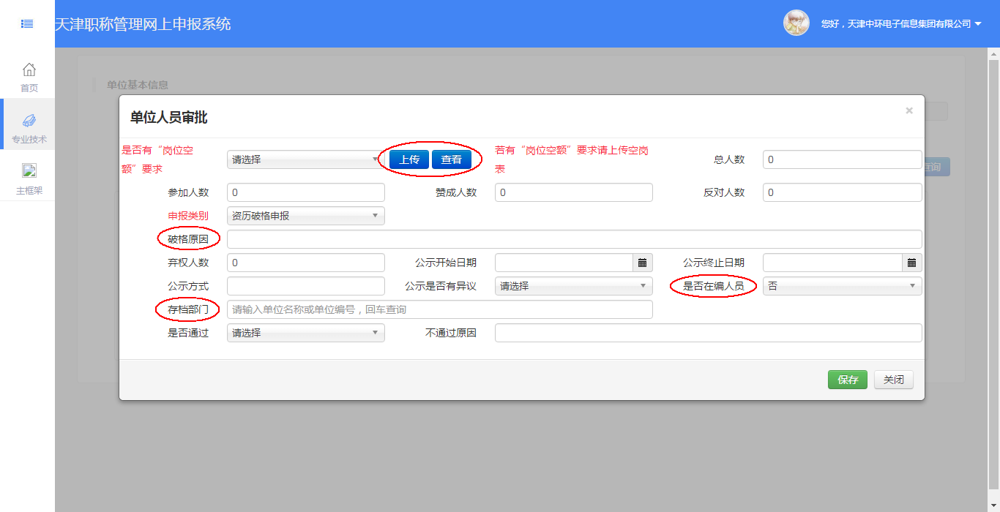 天津职称管理网上申报系统
您好，天津中环电子信息集团有限公司
首页
专业技术
主框架
单位基本信息
查询
单位人员审批
×
是否有“岗位空
额”要求
请选择
上传
查看
若有“岗位空额”要求请上传空岗
表
总人数
0
参加人数
0
赞成人数
0
反对人数
0
申报类别
资历破格申报
破格原因
弃权人数
0
公示开始日期
公示终止日期
公示方式
公示是否有异议
请选择
是否在编人员
否
存档部门
请输入单位名称或单位编号，回车查询
是否通过
请选择
不通过原因
保存
关闭